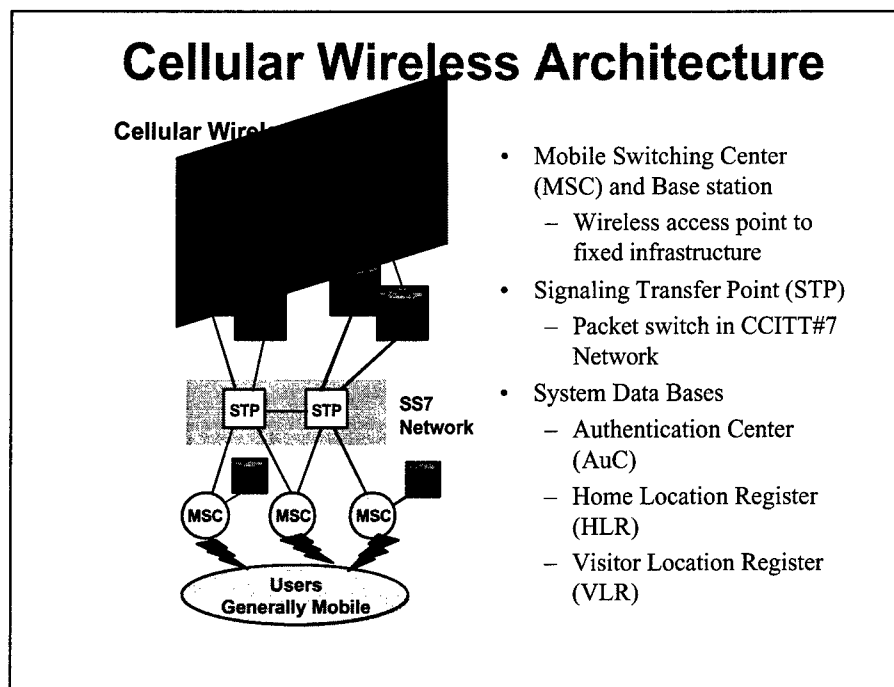 Cellular Wireless Architecture
Cellular
STP
STP
SS7
Network
MSC
MSC
MSC
Users
Generally Mobile
• Mobile Switching Center
(MSC) and Base station
– Wireless access point to
fixed infrastructure
• Signaling Transfer Point (STP)
– Packet switch in CCITT#7
Network
• System Data Bases
– Authentication Center
(AuC)
– Home Location Register
(HLR)
– Visitor Location Register
(VLR)